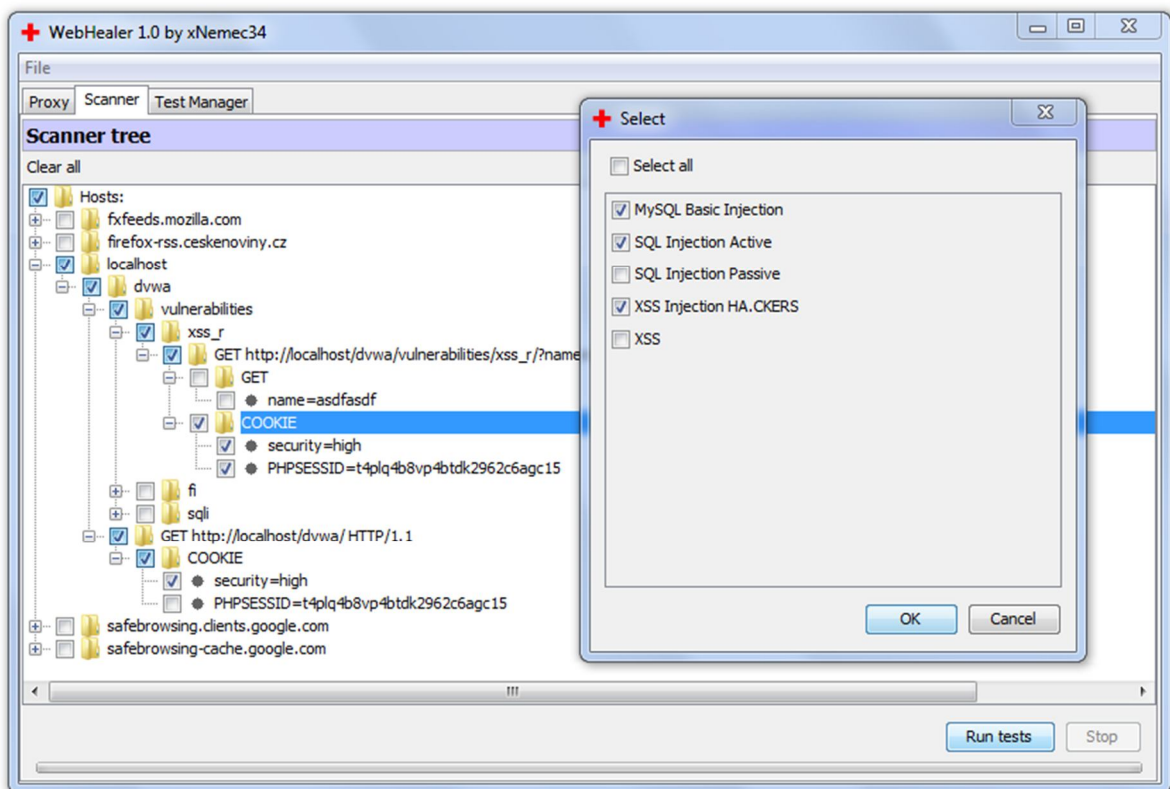 WebHealer 1.0 by xNemec34
File
Proxy Scanner Test Manager
Scanner tree
Clear all
Hosts:
fxfeeds.mozilla.com
firefox-rss.ceskenoviny.cz
localhost
dvwa
vulnerabilities
xss_r
GET http://localhost/dvwa/vulnerabilities/xss_r/?name
GET
name=asdfasdf
COOKIE
security=high
PHPSESSID=t4plq4b8vp4btdk2962c6agc15
fi
sqli
GET http://localhost/dvwa/ HTTP/1.1
COOKIE
security=high
PHPSESSID=t4plq4b8vp4btdk2962c6agc15
safebrowsing.clients.google.com
safebrowsing-cache.google.com
Run tests Stop
Select
Select all
MySQL Basic Injection
SQL Injection Active
SQL Injection Passive
XSS Injection HA.CKERS
XSS
OK Cancel